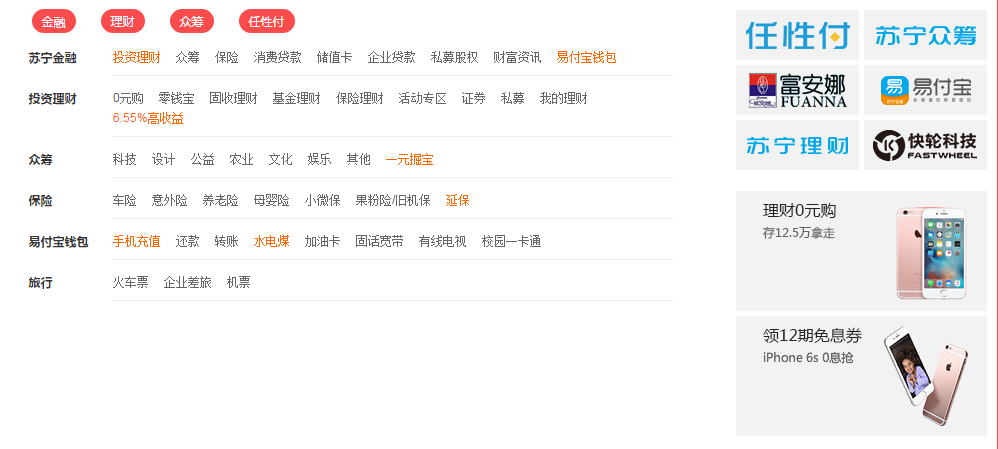 金融 理财 众筹 任性付
苏宁金融 投资理财 众筹 保险 消费贷款 储值卡 企业贷款 私募股权 财富资讯 易付宝钱包
投资理财 0元购 零钱宝 固收理财 基金理财 保险理财 活动专区 证券 私募 我的理财
6.55%高收益
众筹 科技 设计 公益 农业 文化 娱乐 其他 一元掘宝
保险 车险 意外险 养老险 母婴险 小微保 果粉险/旧机保 延保
易付宝钱包 手机充值 还款 转账 水电煤 加油卡 固话宽带 有线电视 校园一卡通
旅行 火车票 企业差旅 机票
任性付 苏宁众筹
富安娜 FUANNA
易付宝
苏宁理财
快轮科技 FASTWHEEL
理财0元购
存12.5万拿走
领12期免息券
iPhone 6s 0息抢